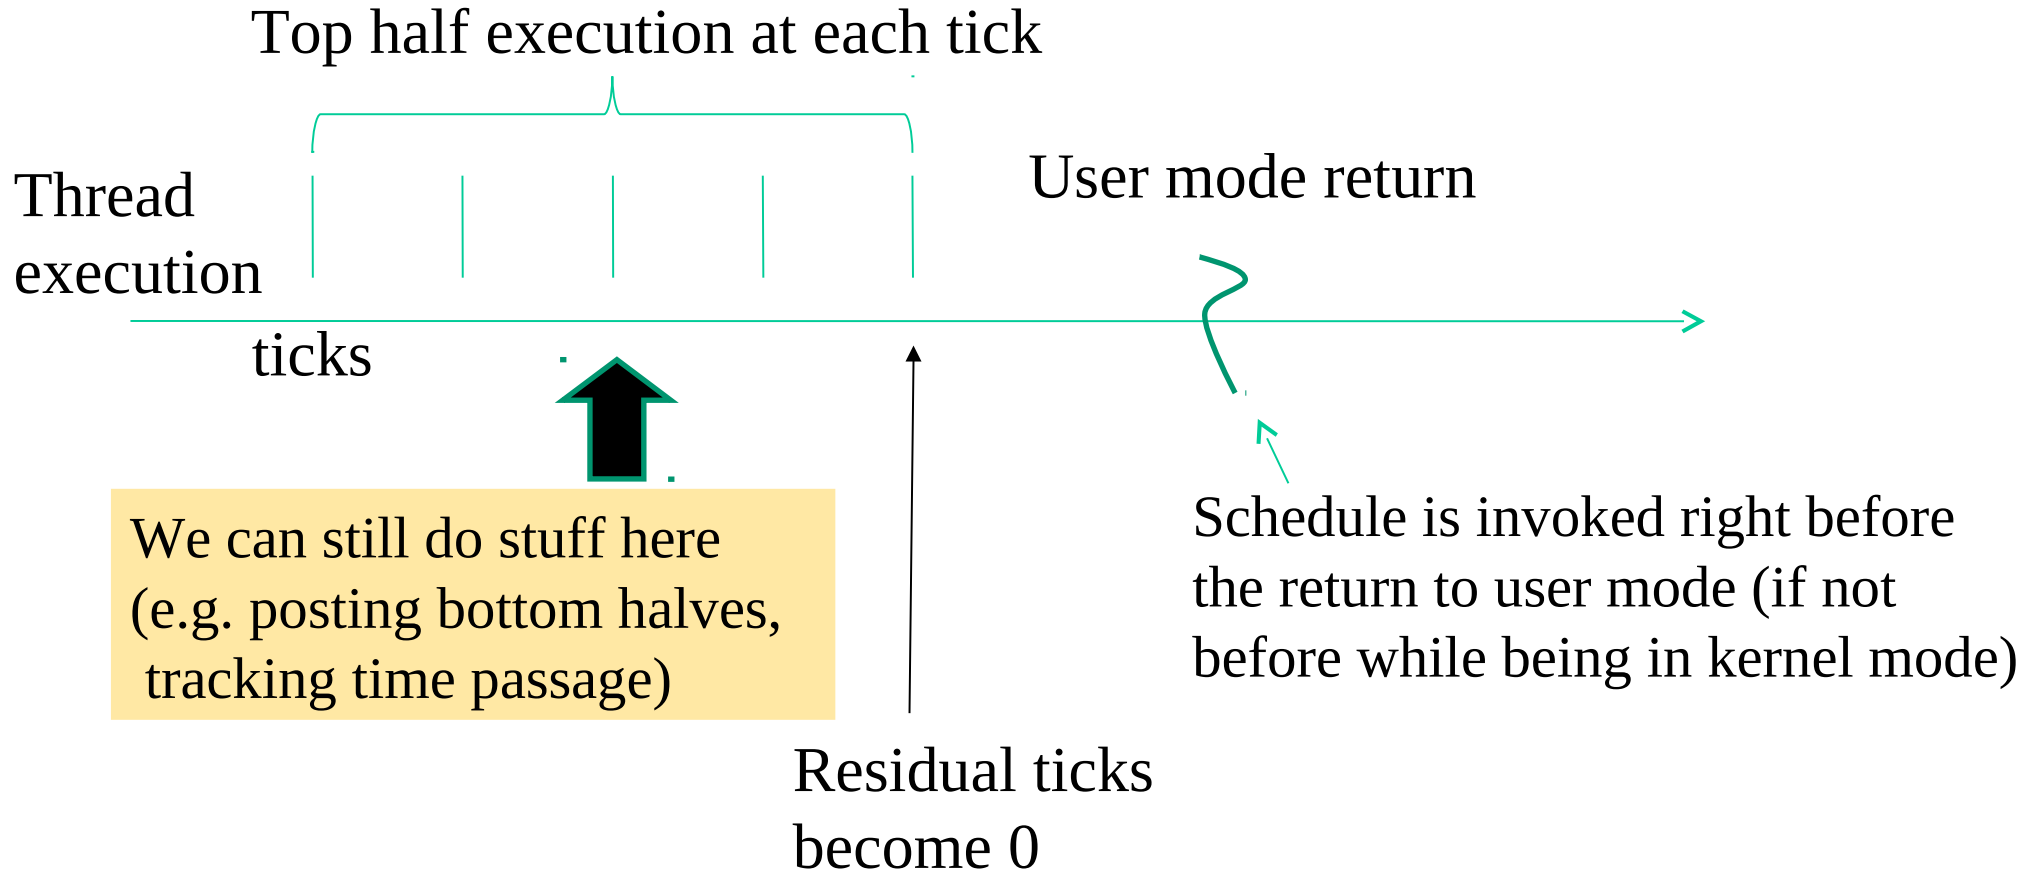 Top half execution at each tick
Thread
execution
User mode return
ticks
We can still do stuff here
(e.g. posting bottom halves,
tracking time passage)
Schedule is invoked right before
the return to user mode (if not
before while being in kernel mode)
Residual ticks
become 0